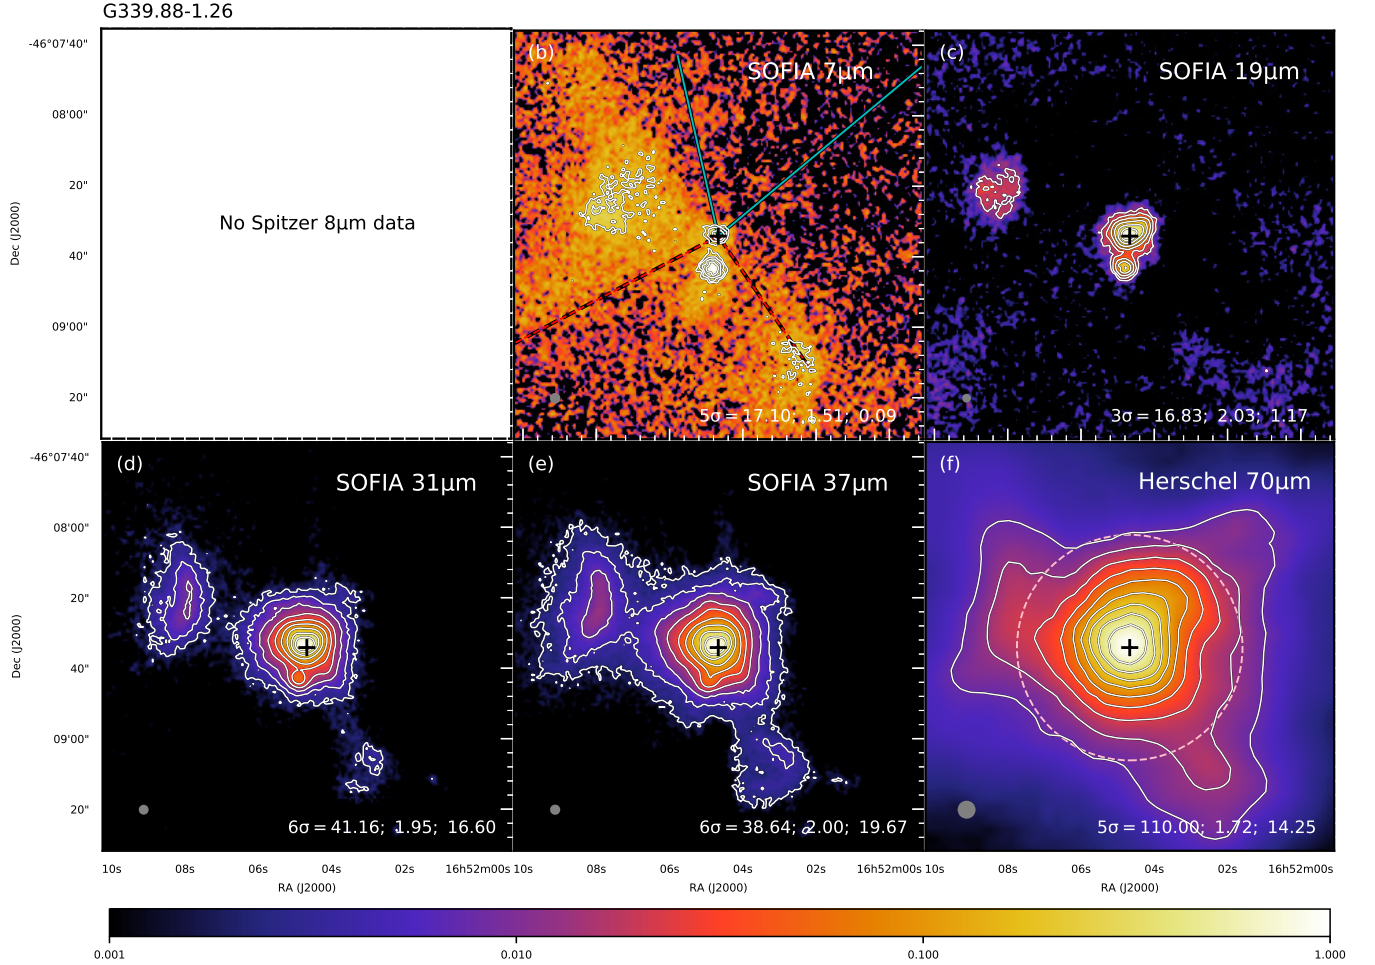 G339.88-1.26
-46°07'40"
08'00"
20"
40"
09'00"
20"
Dec (J2000)
No Spitzer 8μm data
(b)
SOFIA 7μm
5σ = 17.10; 1.51; 0.09
(c)
SOFIA 19μm
3σ = 16.83; 2.03; 1.17
-46°07'40"
08'00"
20"
40"
09'00"
20"
Dec (J2000)
(d)
SOFIA 31μm
6σ = 41.16; 1.95; 16.60
(e)
SOFIA 37μm
6σ = 38.64; 2.00; 19.67
(f)
Herschel 70μm
5σ = 110.00; 1.72; 14.25
10s 08s 06s 04s 02s 16h52m00s
RA (J2000)
10s 08s 06s 04s 02s 16h52m00s
RA (J2000)
10s 08s 06s 04s 02s 16h52m00s
RA (J2000)
0.001 0.010 0.100 1.000